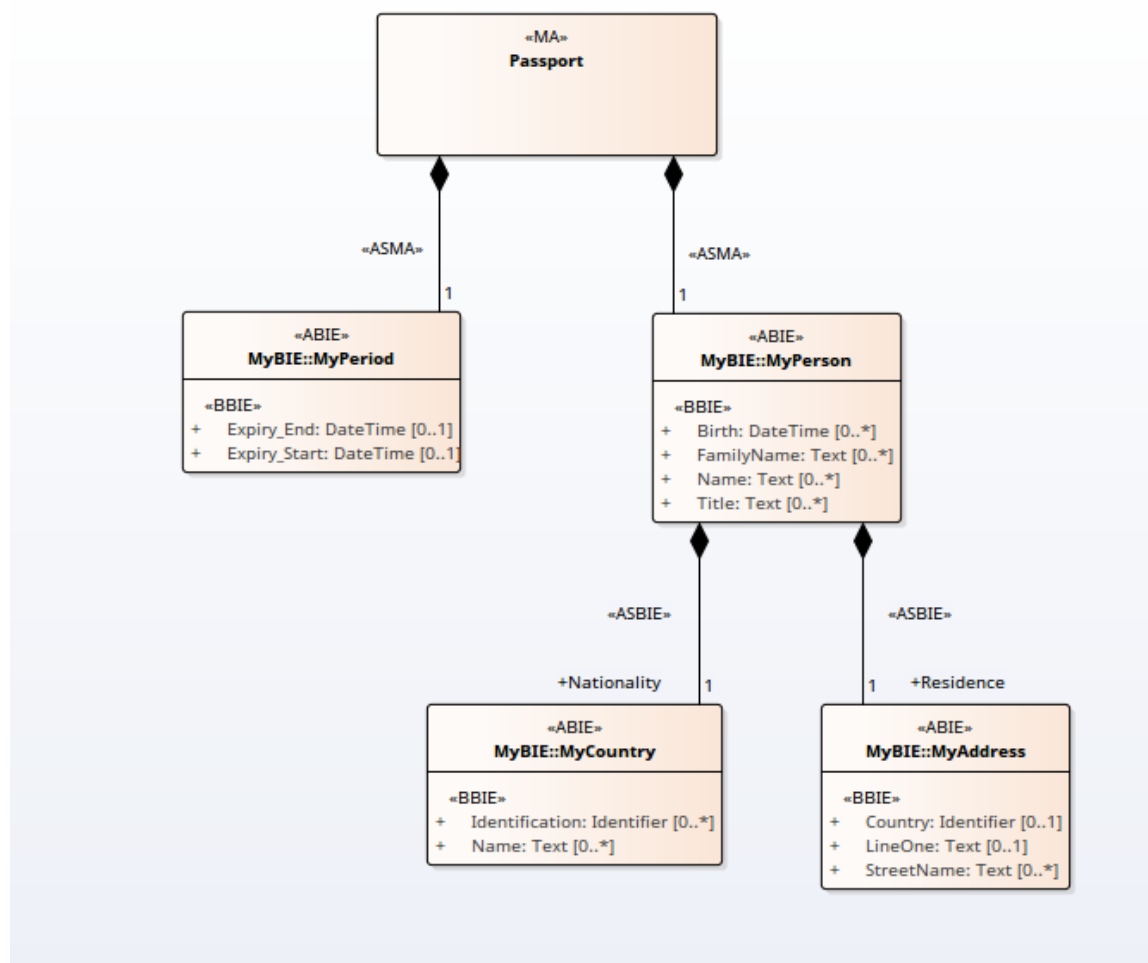 «MA»
Passport
«ASMA»
«ASMA»
1
1
«ABIE»
MyBIE::MyPeriod
«BBIE»
+ Expiry_End: DateTime [0..1]
+ Expiry_Start: DateTime [0..1]
«ABIE»
MyBIE::MyPerson
«BBIE»
+ Birth: DateTime [0..*]
+ FamilyName: Text [0..*]
+ Name: Text [0..*]
+ Title: Text [0..*]
«ASBIE»
«ASBIE»
+Nationality 1
1 +Residence
«ABIE»
MyBIE::MyCountry
«BBIE»
+ Identification: Identifier [0..*]
+ Name: Text [0..*]
«ABIE»
MyBIE::MyAddress
«BBIE»
+ Country: Identifier [0..1]
+ LineOne: Text [0..1]
+ StreetName: Text [0..*]